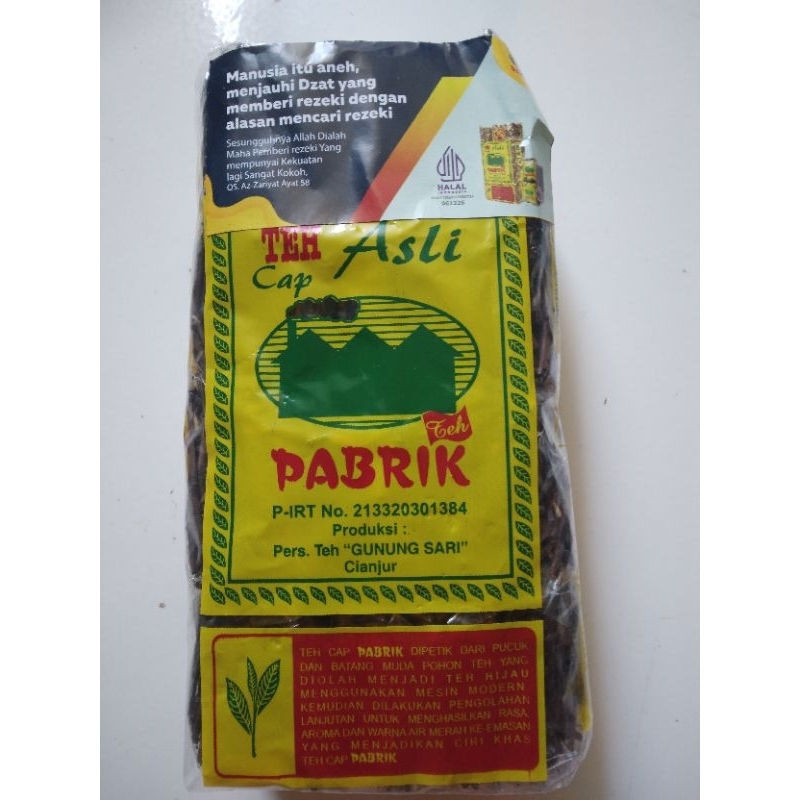 Manusia itu aneh,
menjauhi Dzat yang
memberi rezeki dengan
alasan mencari rezeki
Sesungguhnya Allah Dialah
Maha Pemberi rezeki Yang
mempunyai Kekuatan
lagi Sangat Kokoh,
QS. Az-Zariyat Ayat 58
HALAL
INDONESIA
TEH Asli
Cap
Teh
PABRIK
P-IRT No. 213320301384
Produksi :
Pers. Teh "GUNUNG SARI"
Cianjur
TEH CAP PABRIK DIPETIK DARI PUCUK
DAN BATANG MUDA POHON TEH YANG
DIOLAH MENJADI TEH HIJAU
MENGGUNAKAN MESIN MODERN.
KEMUDIAN DILAKUKAN PENGOLAHAN
LANJUTAN UNTUK MENGHASILKAN RASA,
AROMA DAN WARNA AIR MERAH KE-EMASAN
YANG MENJADIKAN CIRI KHAS
TEH CAP PABRIK